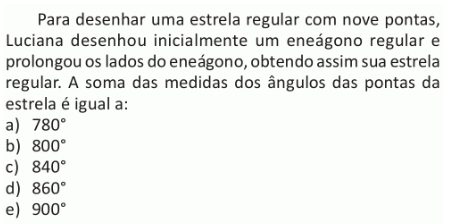 Para desenhar uma estrela regular com nove pontas,
Luciana desenhou inicialmente um eneágono regular e
prolongou os lados do eneágono, obtendo assim sua estrela
regular. A soma das medidas dos ângulos das pontas da
estrela é igual a:
a) 780°
b) 800°
c) 840°
d) 860°
e) 900°